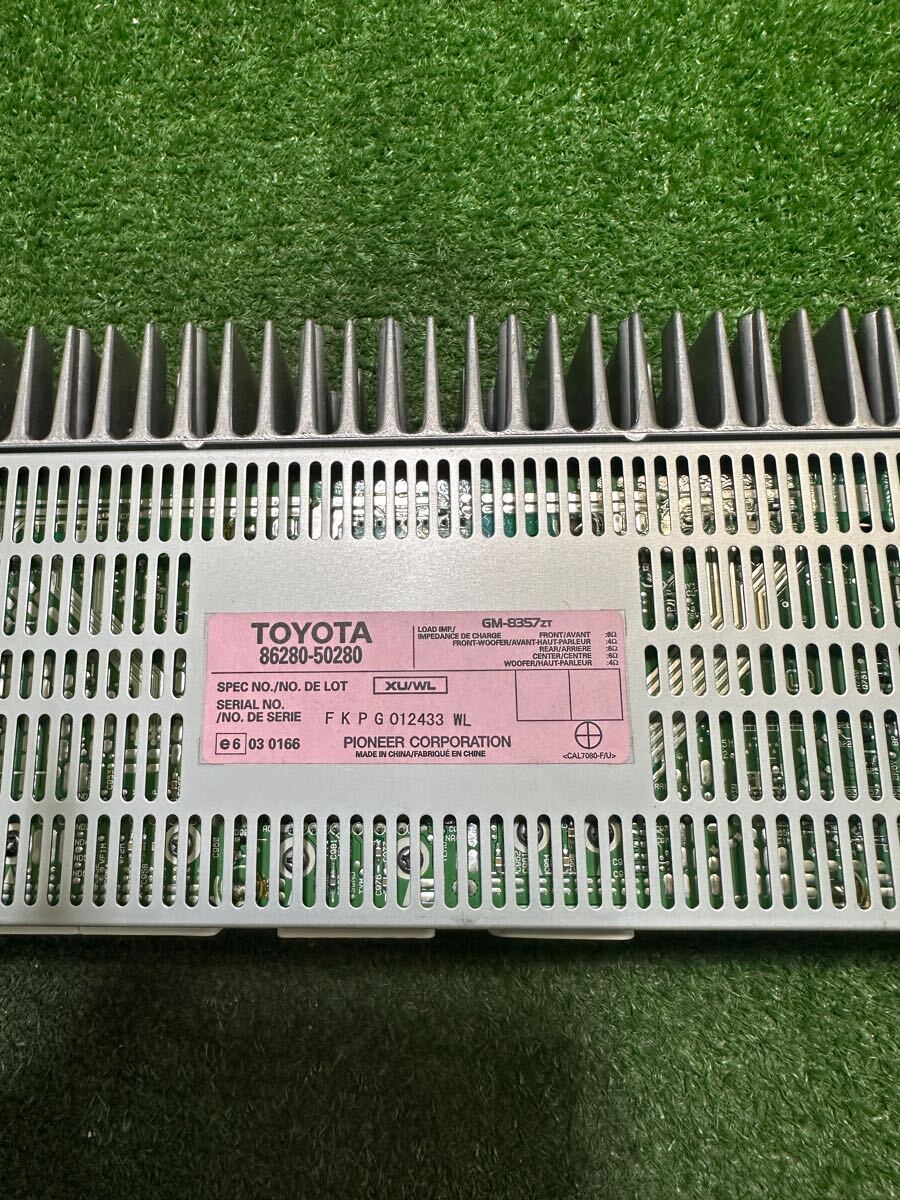 TOYOTA
86280-50280
GM-8357ZT
LOAD IMP./
IMPEDANCE DE CHARGE FRONT/AVANT :8Ω
FRONT-WOOFER/AVANT-HAUT-PARLEUR :4Ω
REAR/ARRIERE :6Ω
CENTER/CENTRE :6Ω
WOOFER/HAUT-PARLEUR :4Ω
SPEC NO./NO. DE LOT XU/WL
SERIAL NO.
/NO. DE SERIE F K P G 012433 WL
e6 03 0166 PIONEER CORPORATION
MADE IN CHINA/FABRIQUÉ EN CHINE
<CAL7080-F/U>